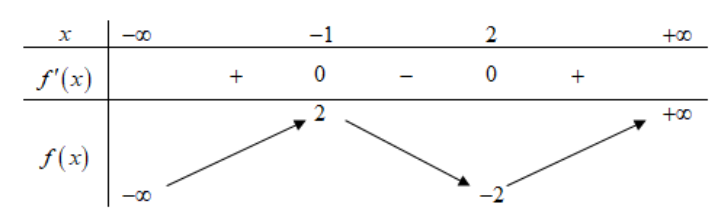 x −∞ −1 2 +∞
f′(x) + 0 − 0 +
2 +∞
f(x)
−∞ −2